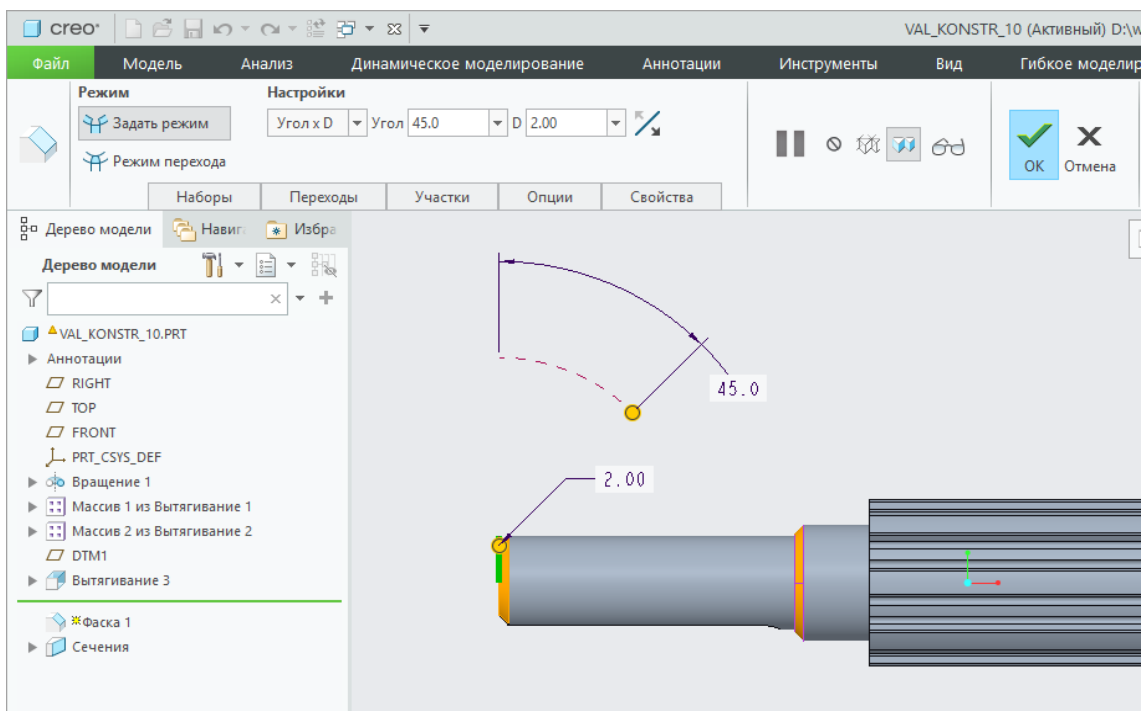 creo VAL_KONSTR_10 (Активный) D:\w
Файл Модель Анализ Динамическое моделирование Аннотации Инструменты Вид Гибкое моделир
Режим Настройки
Задать режим Угол x D Угол 45.0 D 2.00
Режим перехода OK Отмена
Наборы Переходы Участки Опции Свойства
Дерево модели Навиг Избра
Дерево модели
VAL_KONSTR_10.PRT
Аннотации
RIGHT
TOP
FRONT
PRT_CSYS_DEF
Вращение 1
Массив 1 из Вытягивание 1
Массив 2 из Вытягивание 2
DTM1
Вытягивание 3
Фаска 1
Сечения
45.0
2.00